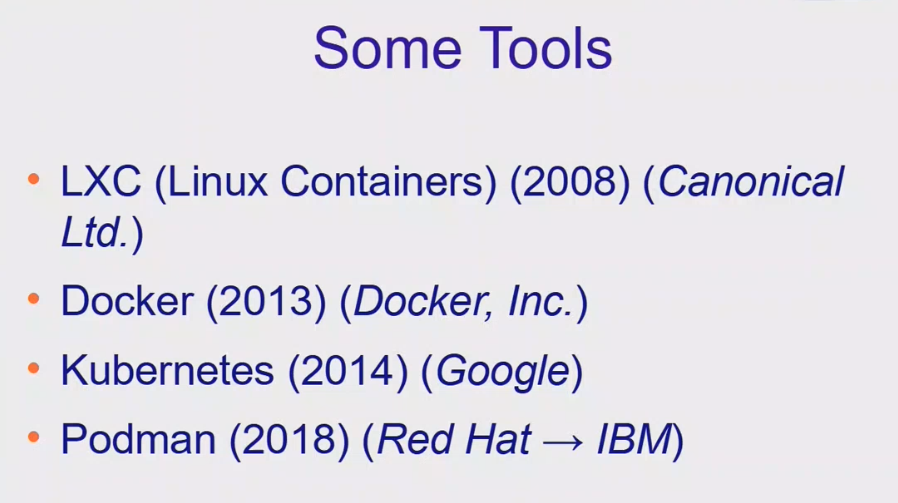 Some Tools
• LXC (Linux Containers) (2008) (Canonical
Ltd.)
• Docker (2013) (Docker, Inc.)
• Kubernetes (2014) (Google)
• Podman (2018) (Red Hat → IBM)